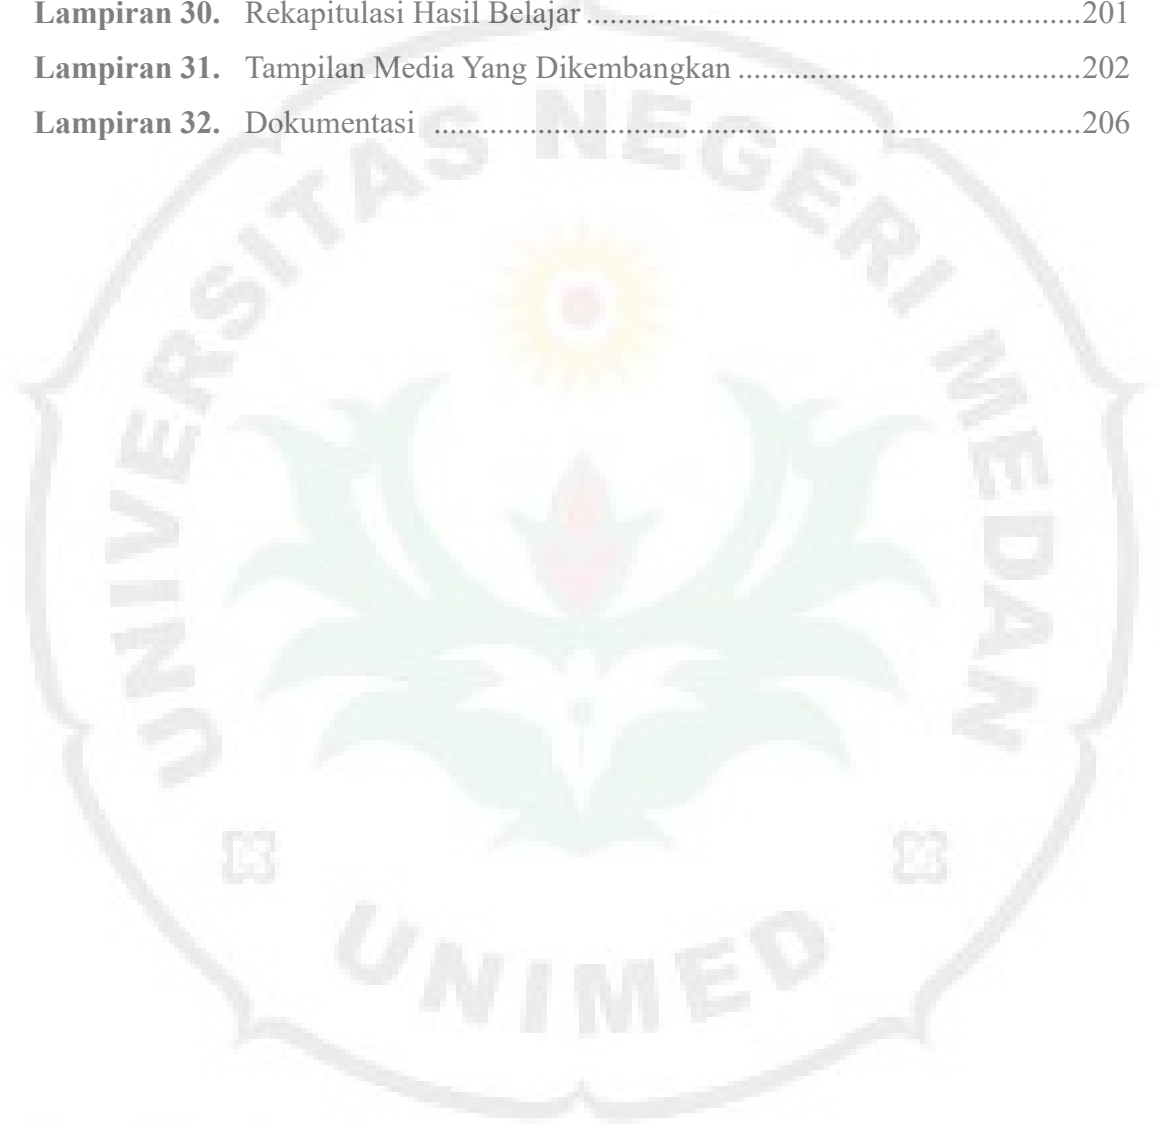 Lampiran 30. Rekapitulasi Hasil Belajar ................................................................201
Lampiran 31. Tampilan Media Yang Dikembangkan ............................................202
Lampiran 32. Dokumentasi ...................................................................................206
UNIVERSITAS NEGERI MEDAN
UNIMED